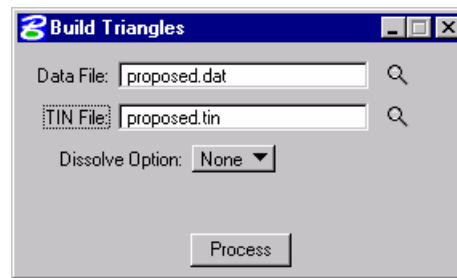 Build Triangles
Data File: proposed.dat
TIN File: proposed.tin
Dissolve Option: None
Process